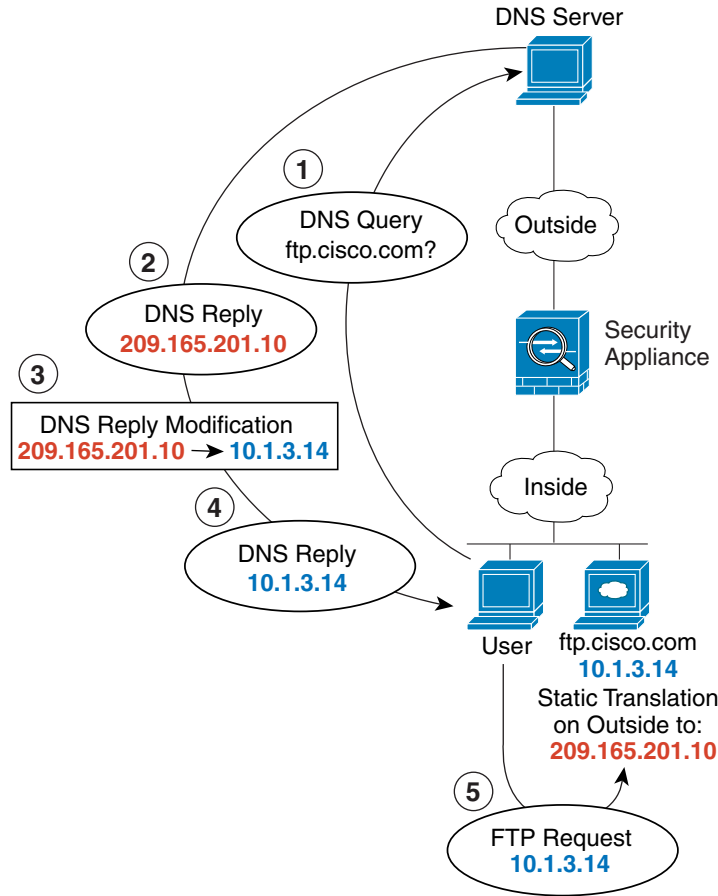 DNS Server
1
DNS Query
ftp.cisco.com?
Outside
2
DNS Reply
209.165.201.10
Security
Appliance
3
DNS Reply Modification
209.165.201.10 → 10.1.3.14
Inside
4
DNS Reply
10.1.3.14
User
ftp.cisco.com
10.1.3.14
Static Translation
on Outside to:
209.165.201.10
5
FTP Request
10.1.3.14